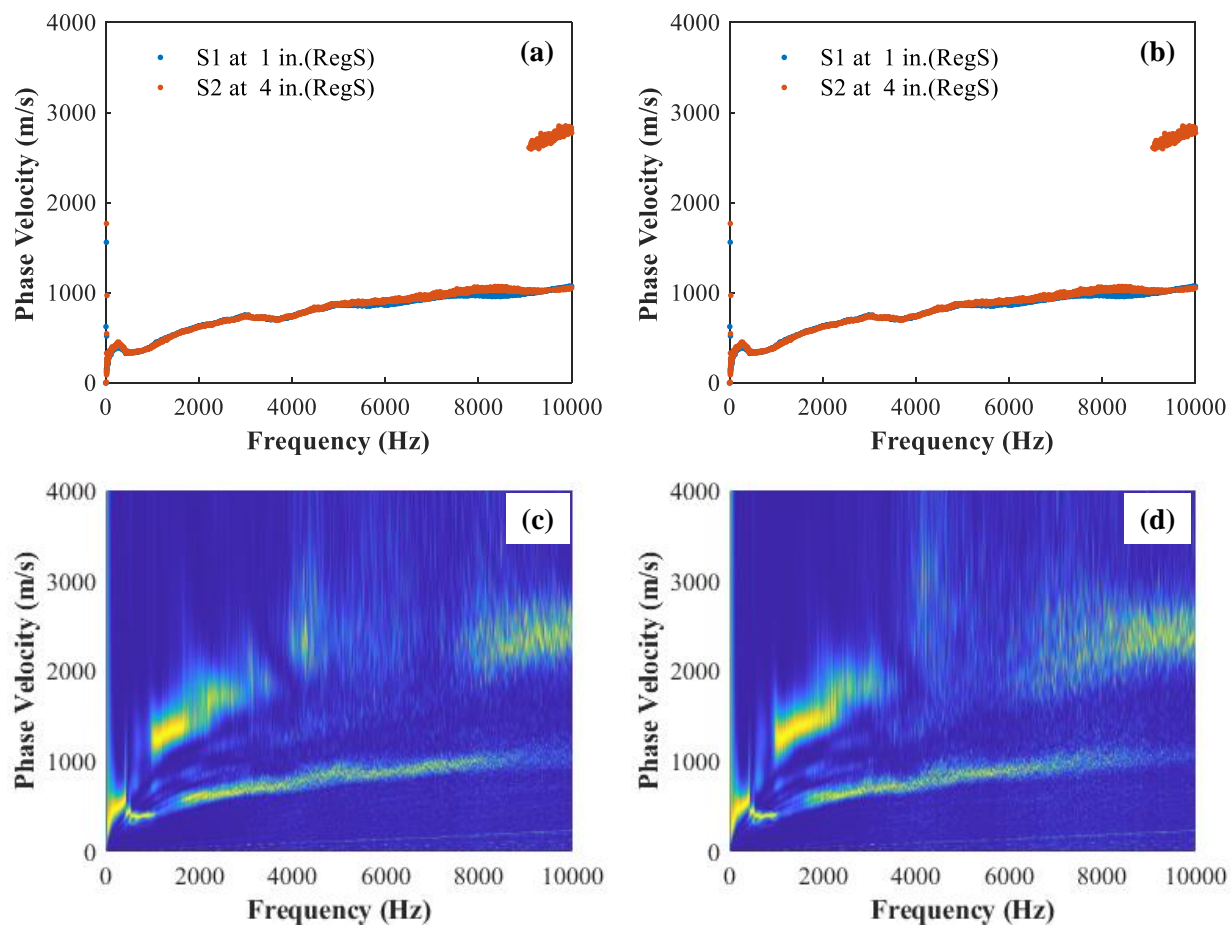 4000
3000
2000
1000
0
Phase Velocity (m/s)
S1 at 1 in.(RegS)
S2 at 4 in.(RegS)
(a)
0 2000 4000 6000 8000 10000
Frequency (Hz)
4000
3000
2000
1000
0
Phase Velocity (m/s)
S1 at 1 in.(RegS)
S2 at 4 in.(RegS)
(b)
0 2000 4000 6000 8000 10000
Frequency (Hz)
4000
3000
2000
1000
0
Phase Velocity (m/s)
(c)
0 2000 4000 6000 8000 10000
Frequency (Hz)
4000
3000
2000
1000
0
Phase Velocity (m/s)
(d)
0 2000 4000 6000 8000 10000
Frequency (Hz)